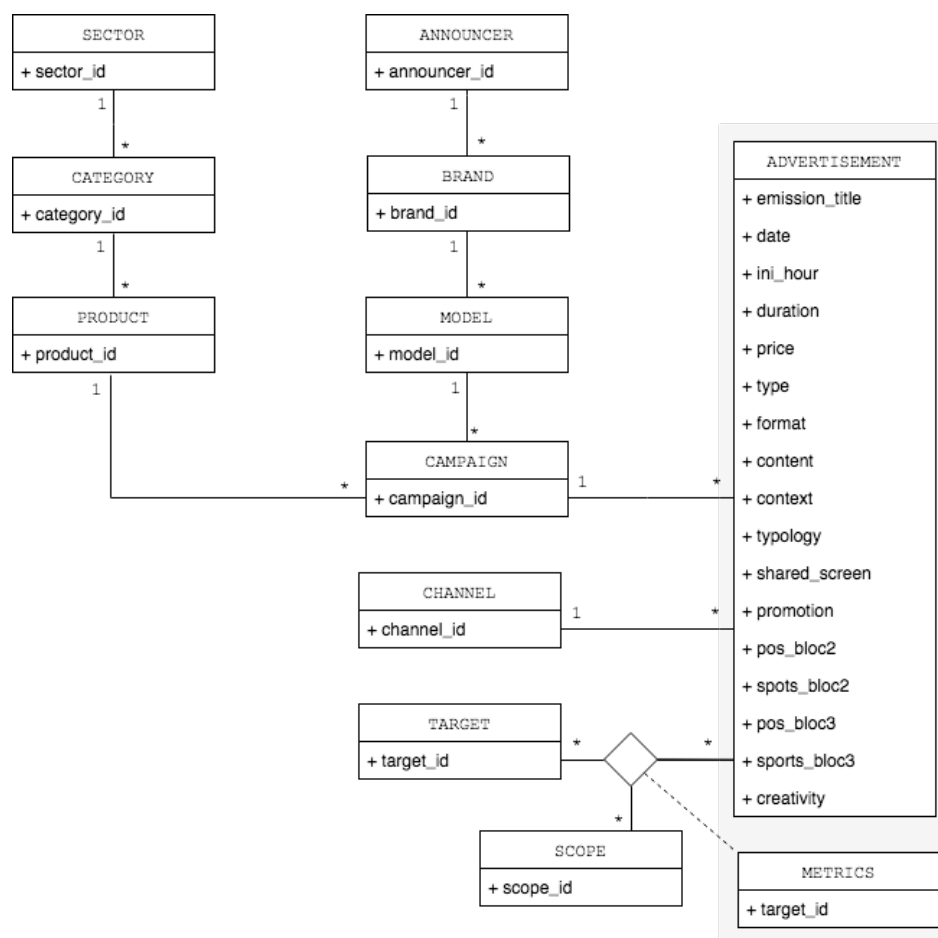 SECTOR
+ sector_id
1
*
CATEGORY
+ category_id
1
*
PRODUCT
+ product_id
1
*
ANNOUNCER
+ announcer_id
1
*
BRAND
+ brand_id
1
*
MODEL
+ model_id
1
*
CAMPAIGN
+ campaign_id
1
*
CHANNEL
+ channel_id
1
*
TARGET
+ target_id
*
*
*
SCOPE
+ scope_id
ADVERTISEMENT
+ emission_title
+ date
+ ini_hour
+ duration
+ price
+ type
+ format
+ content
+ context
+ typology
+ shared_screen
+ promotion
+ pos_bloc2
+ spots_bloc2
+ pos_bloc3
+ sports_bloc3
+ creativity
METRICS
+ target_id